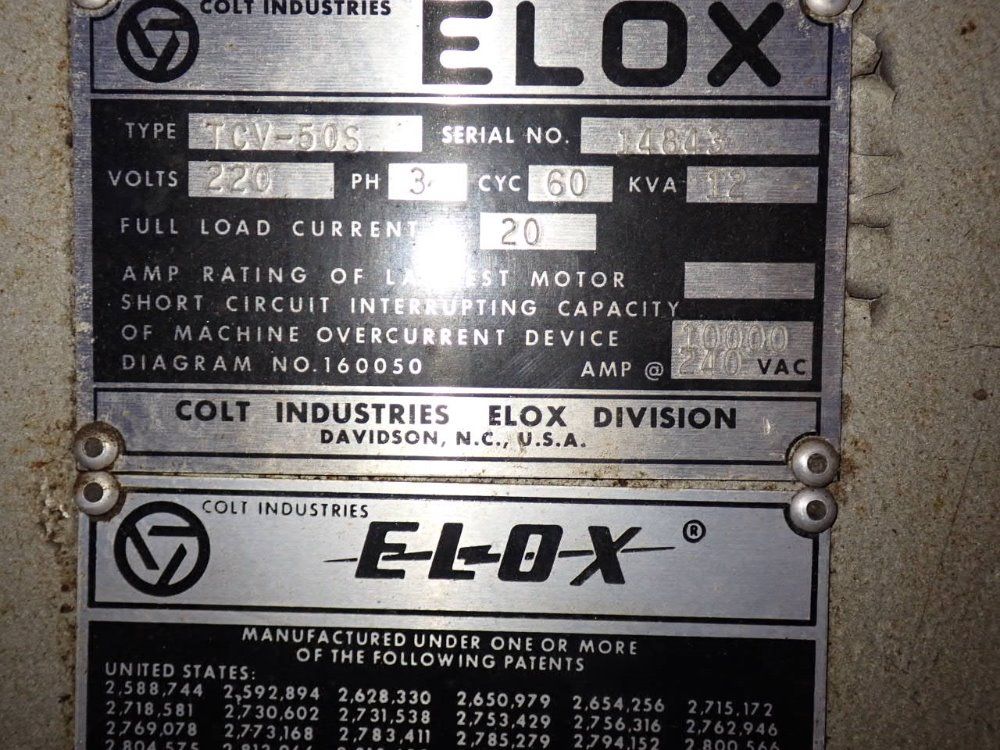 COLT INDUSTRIES ELOX
TYPE TCV-50S SERIAL NO. 14843
VOLTS 220 PH 3 CYC 60 KVA 12
FULL LOAD CURRENT 20
AMP RATING OF LARGEST MOTOR
SHORT CIRCUIT INTERRUPTING CAPACITY
OF MACHINE OVERCURRENT DEVICE 10000
DIAGRAM NO. 160050 AMP @ 240 VAC
COLT INDUSTRIES ELOX DIVISION
DAVIDSON, N.C., U.S.A.
COLT INDUSTRIES
ELOX ®
MANUFACTURED UNDER ONE OR MORE
OF THE FOLLOWING PATENTS
UNITED STATES:
2,588,744 2,592,894 2,628,330 2,650,979 2,654,256 2,715,172
2,718,581 2,730,602 2,731,538 2,753,429 2,756,316 2,762,946
2,769,078 2,773,168 2,783,411 2,785,279 2,794,152 2,800,566
2,804,575